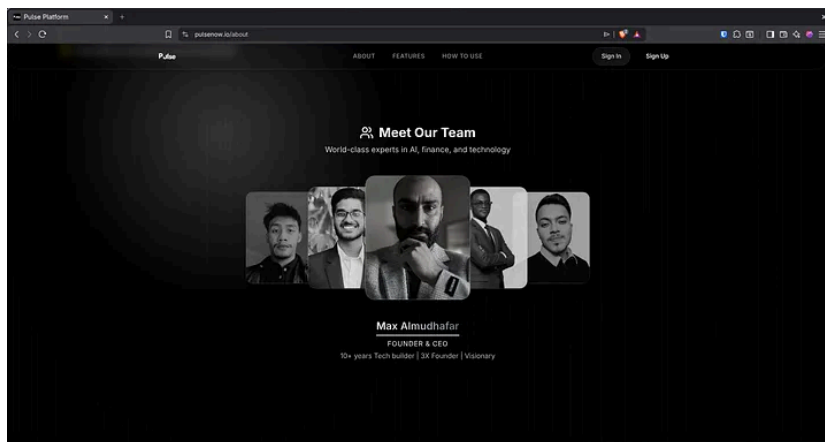 Pulse Platform
pulsenow.io/about
Pulse
ABOUT FEATURES HOW TO USE
Sign In Sign Up
Meet Our Team
World-class experts in AI, finance, and technology
Max Almudhafar
FOUNDER & CEO
10+ years Tech builder | 3X Founder | Visionary